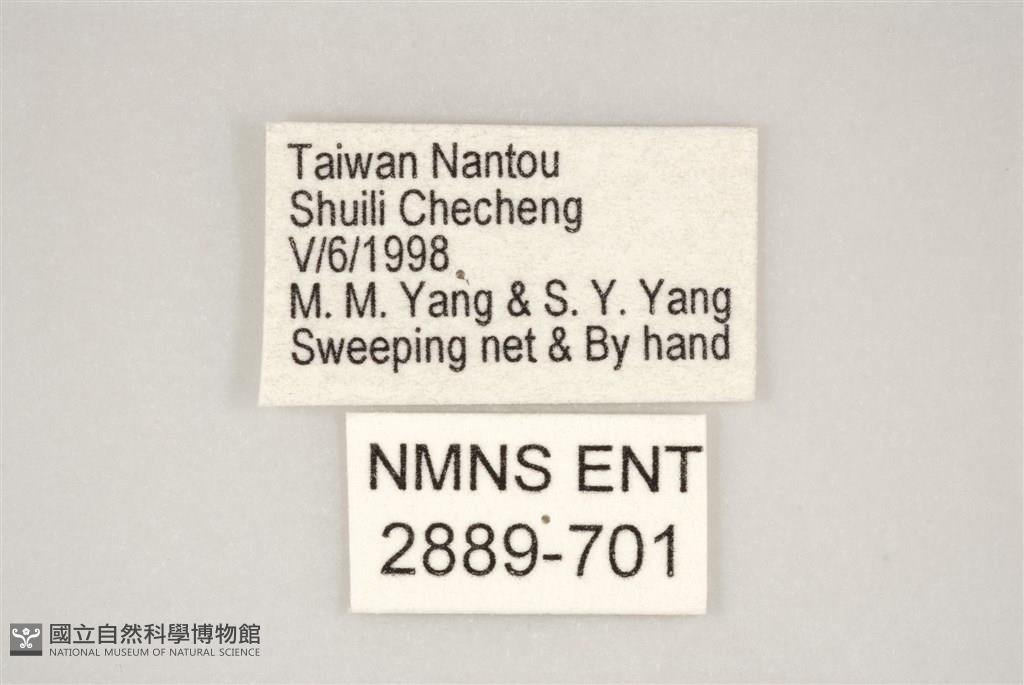 Taiwan Nantou
Shuili Checheng
V/6/1998
M. M. Yang & S. Y. Yang
Sweeping net & By hand
NMNS ENT
2889-701
國立自然科學博物館
NATIONAL MUSEUM OF NATURAL SCIENCE